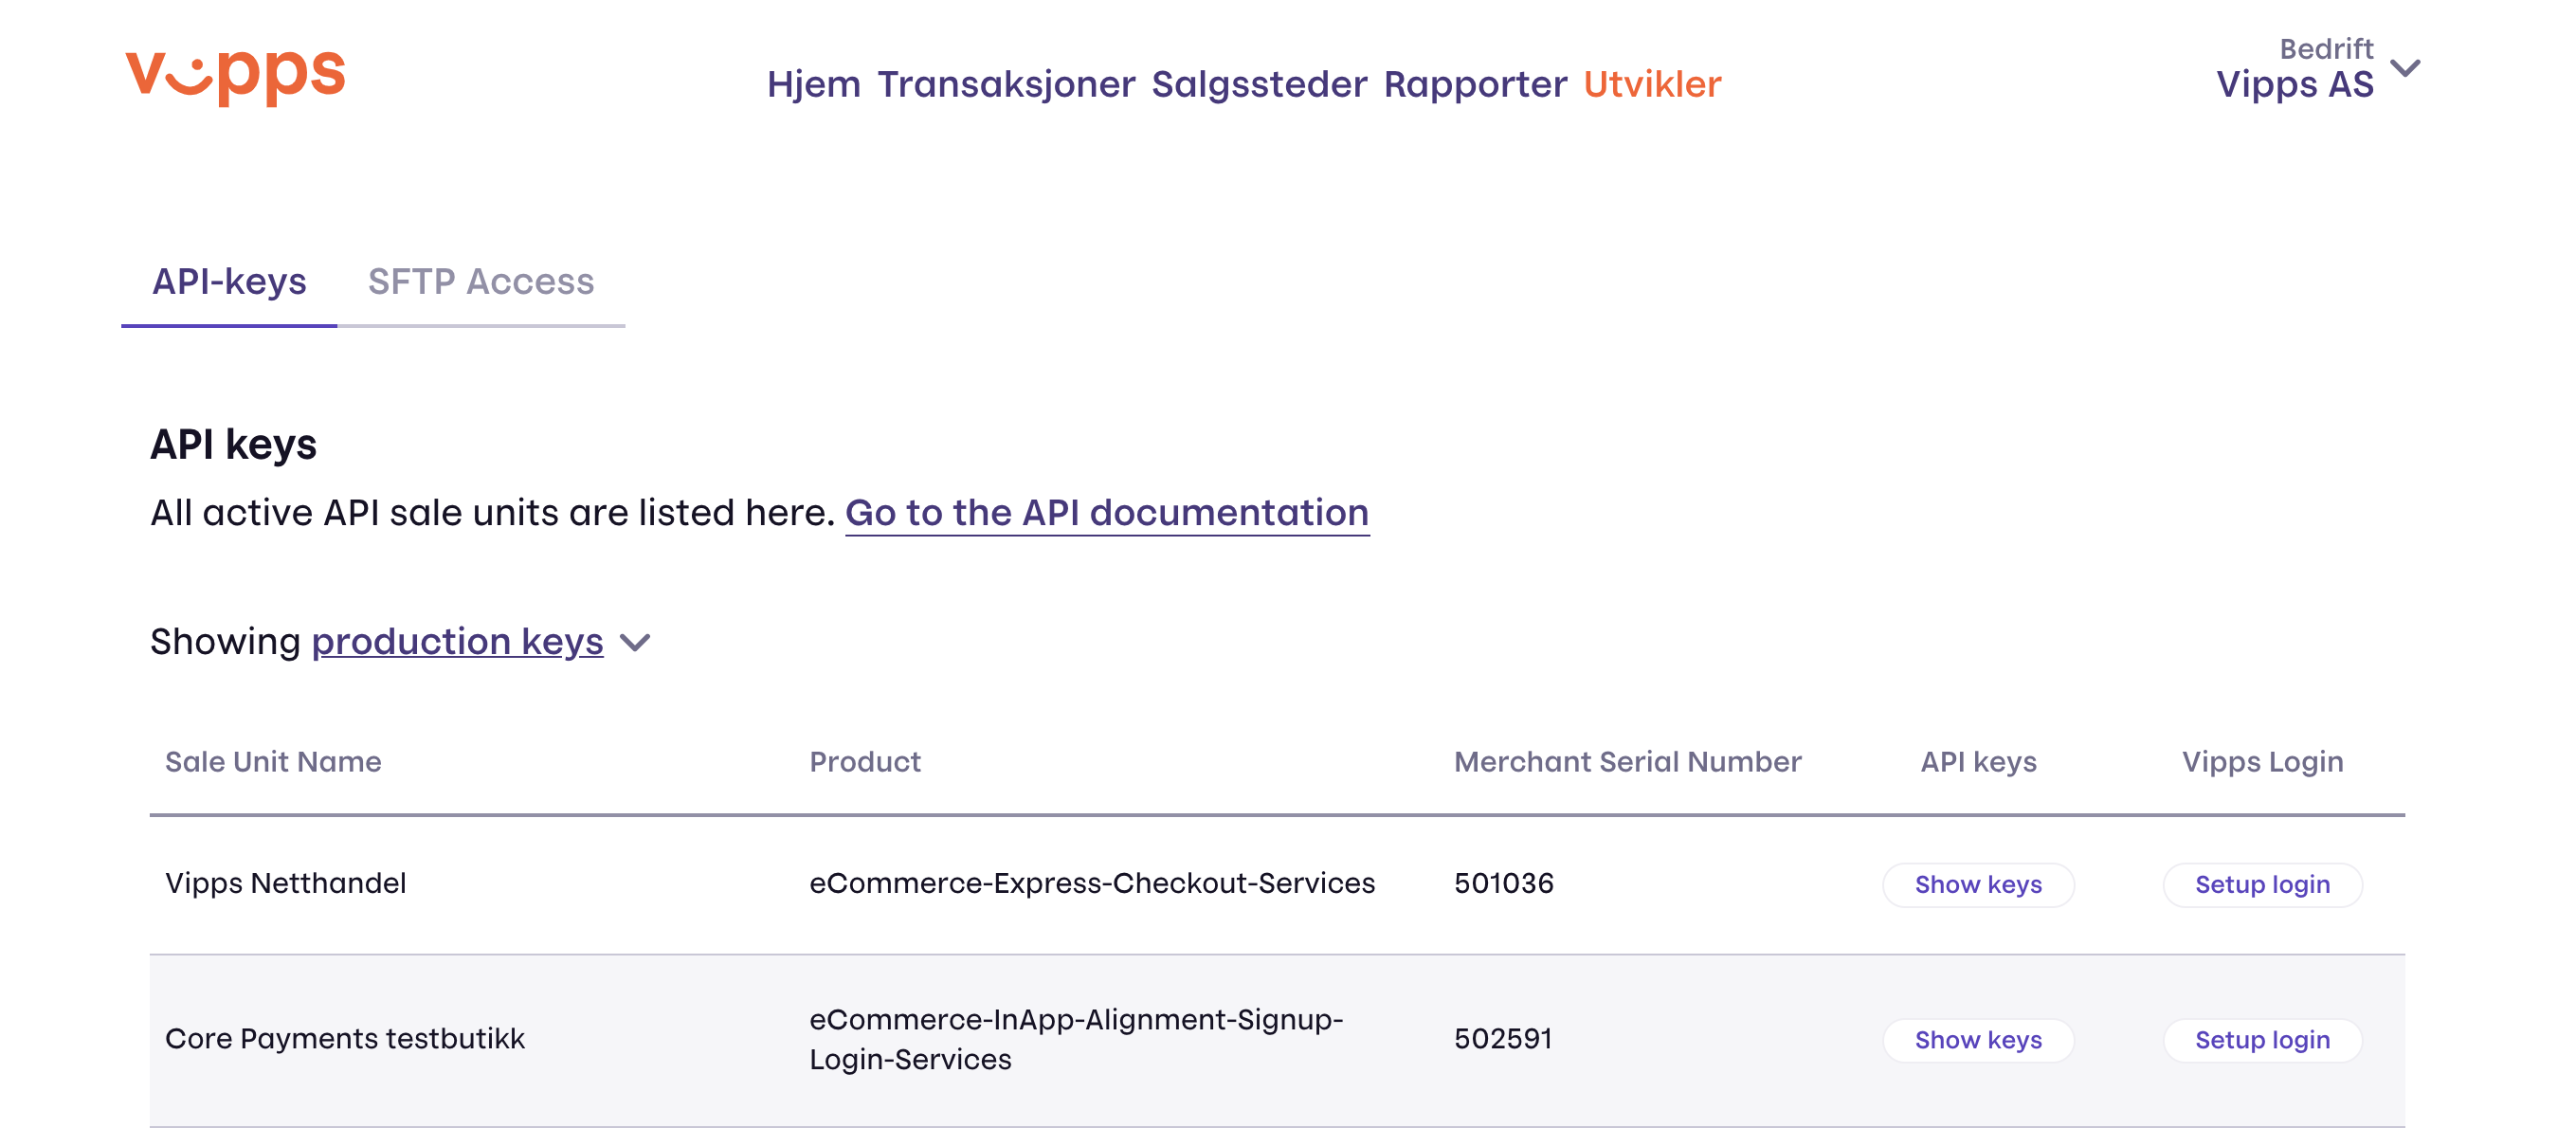 vipps
Bedrift
Hjem Transaksjoner Salgssteder Rapporter Utvikler
Vipps AS
API-keys SFTP Access
API keys
All active API sale units are listed here. Go to the API documentation
Showing production keys
Sale Unit Name Product Merchant Serial Number API keys Vipps Login
Vipps Netthandel eCommerce-Express-Checkout-Services 501036 Show keys Setup login
eCommerce-InApp-Alignment-Signup-
Core Payments testbutikk 502591 Show keys Setup login
Login-Services